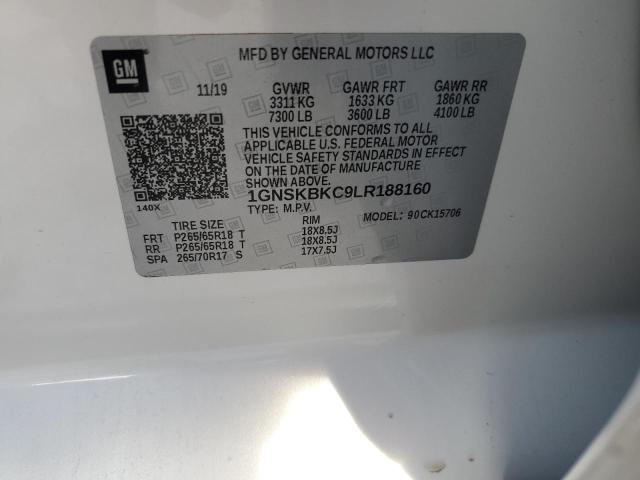 GM
MFD BY GENERAL MOTORS LLC
11/19 GVWR GAWR FRT GAWR RR
3311 KG 1633 KG 1860 KG
7300 LB 3600 LB 4100 LB
THIS VEHICLE CONFORMS TO ALL
APPLICABLE U.S. FEDERAL MOTOR
VEHICLE SAFETY STANDARDS IN EFFECT
ON THE DATE OF MANUFACTURE
SHOWN ABOVE.
1GNSKBKC9LR188160
140X TYPE: M.P.V. MODEL: 90CK15706
TIRE SIZE RIM
FRT P265/65R18 T 18X8.5J
RR P265/65R18 T 18X8.5J
SPA 265/70R17 S 17X7.5J